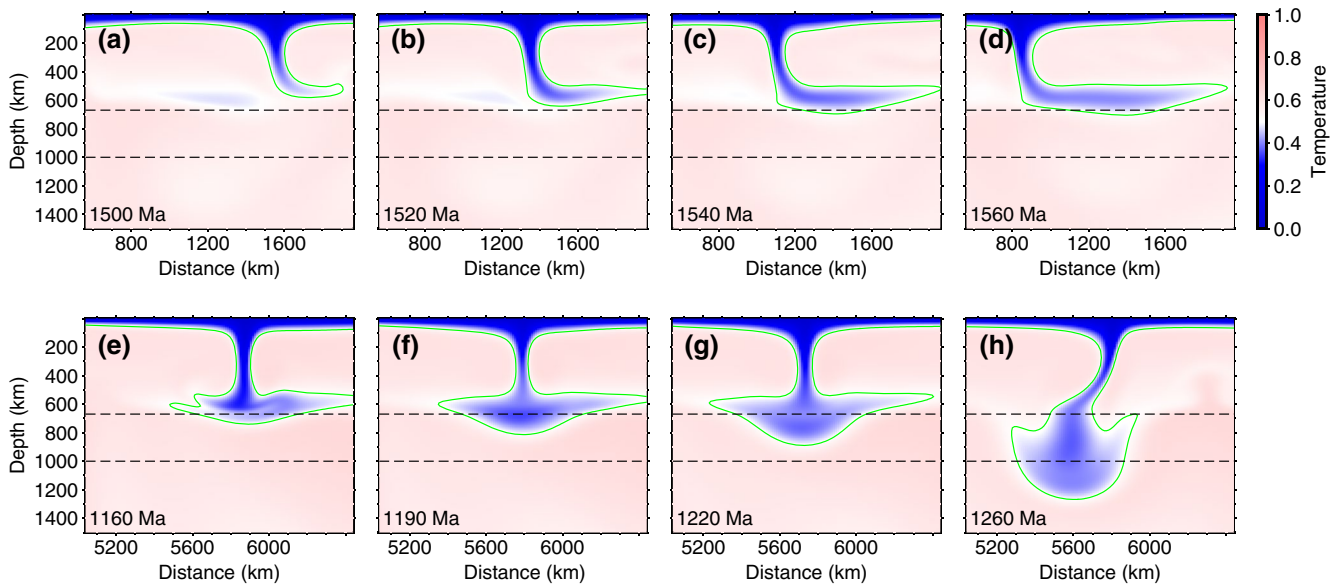 (a)
(b)
(c)
(d)
200
400
600
800
1000
1200
1400
Depth (km)
1500 Ma
1520 Ma
1540 Ma
1560 Ma
800 1200 1600
800 1200 1600
800 1200 1600
800 1200 1600
Distance (km)
Distance (km)
Distance (km)
Distance (km)
1.0
0.8
0.6
0.4
0.2
0.0
Temperature
(e)
(f)
(g)
(h)
200
400
600
800
1000
1200
1400
Depth (km)
1160 Ma
1190 Ma
1220 Ma
1260 Ma
5200 5600 6000
5200 5600 6000
5200 5600 6000
5200 5600 6000
Distance (km)
Distance (km)
Distance (km)
Distance (km)